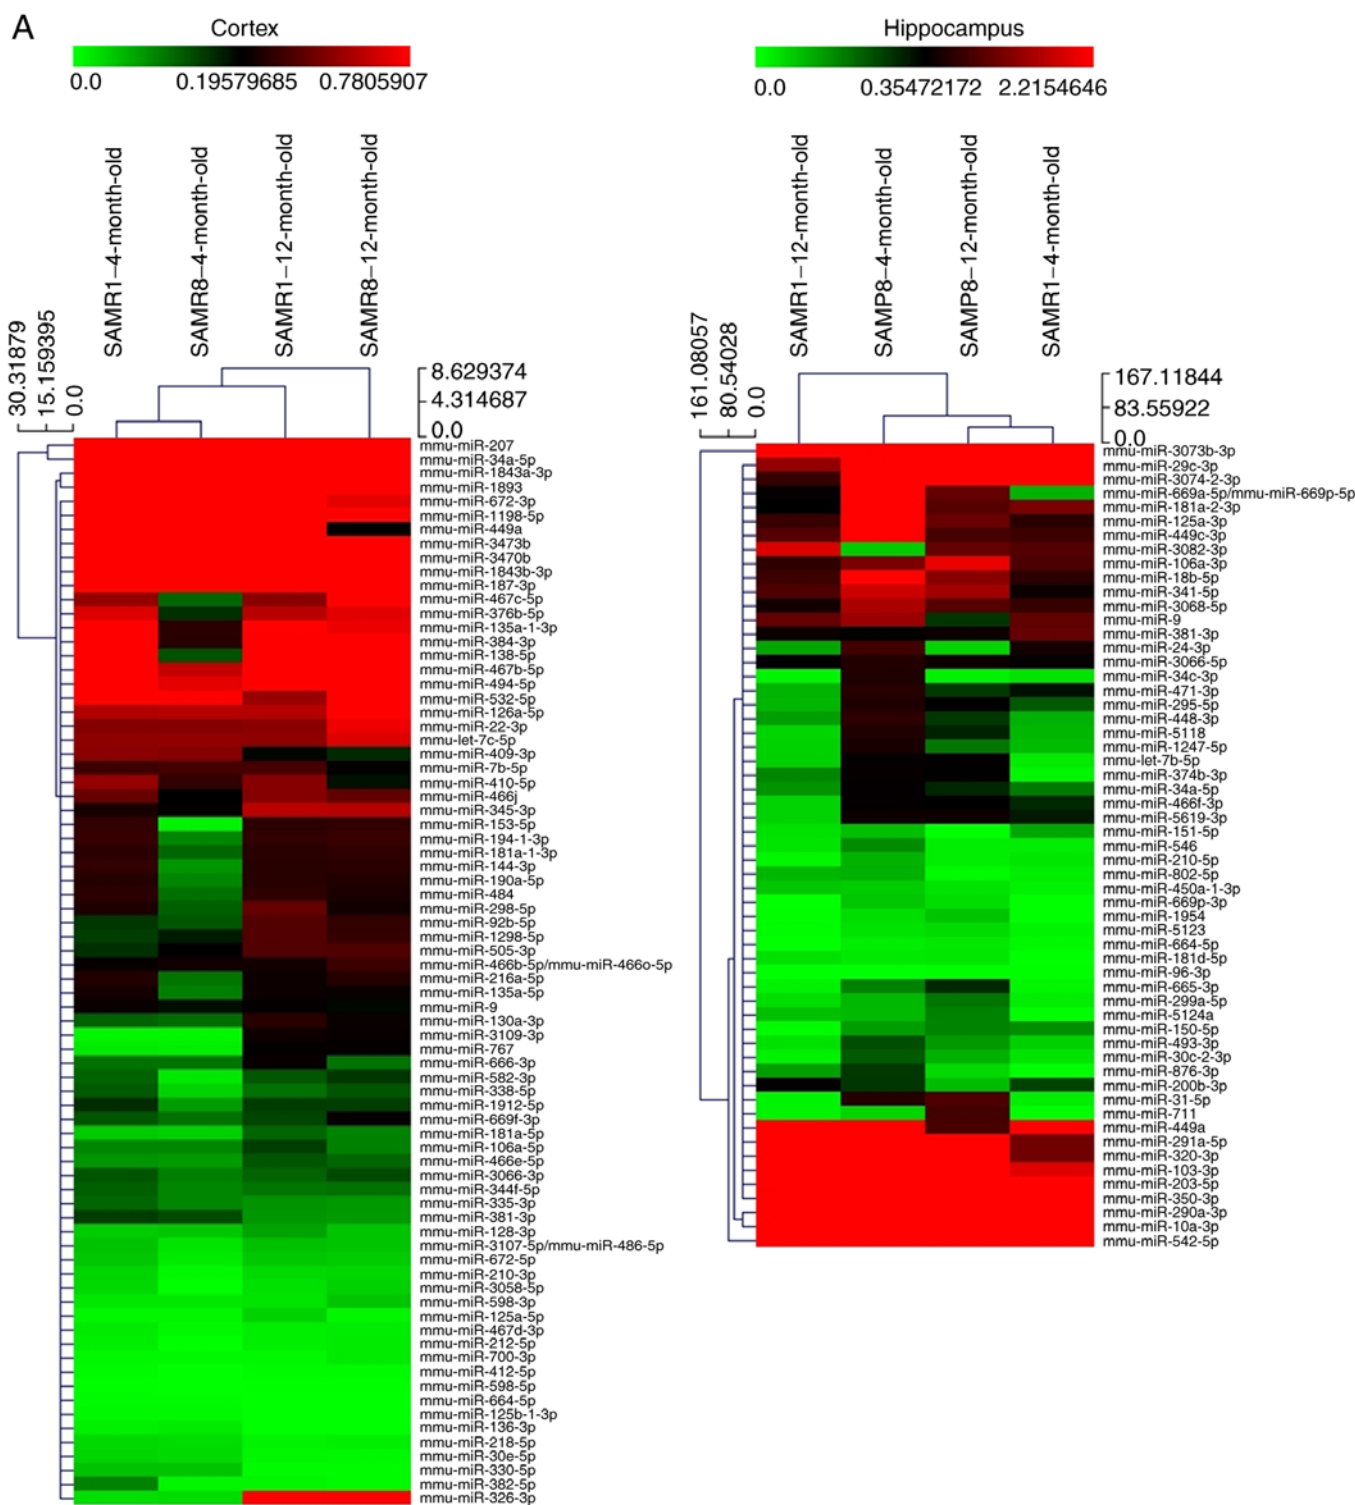 A
Cortex
0.0 0.19579685 0.7805907
SAMR1-4-month-old
SAMR8-4-month-old
SAMR1-12-month-old
SAMR8-12-month-old
30.31879
15.159395
0.0
8.629374
4.314687
0.0
mmu-miR-207
mmu-miR-34a-5p
mmu-miR-1843a-3p
mmu-miR-1893
mmu-miR-672-3p
mmu-miR-1198-5p
mmu-miR-449a
mmu-miR-3473b
mmu-miR-3470b
mmu-miR-1843b-3p
mmu-miR-187-3p
mmu-miR-467c-5p
mmu-miR-376b-5p
mmu-miR-135a-1-3p
mmu-miR-384-3p
mmu-miR-138-5p
mmu-miR-467b-5p
mmu-miR-494-5p
mmu-miR-532-5p
mmu-miR-126a-5p
mmu-miR-22-3p
mmu-let-7c-5p
mmu-miR-409-3p
mmu-miR-7b-5p
mmu-miR-410-5p
mmu-miR-466j
mmu-miR-345-3p
mmu-miR-153-5p
mmu-miR-194-1-3p
mmu-miR-181a-1-3p
mmu-miR-144-3p
mmu-miR-190a-5p
mmu-miR-484
mmu-miR-298-5p
mmu-miR-92b-5p
mmu-miR-1298-5p
mmu-miR-505-3p
mmu-miR-466b-5p/mmu-miR-466o-5p
mmu-miR-216a-5p
mmu-miR-135a-5p
mmu-miR-9
mmu-miR-130a-3p
mmu-miR-3109-3p
mmu-miR-767
mmu-miR-666-3p
mmu-miR-582-3p
mmu-miR-338-5p
mmu-miR-1912-5p
mmu-miR-669f-3p
mmu-miR-181a-5p
mmu-miR-106a-5p
mmu-miR-466e-5p
mmu-miR-3066-3p
mmu-miR-344f-5p
mmu-miR-335-3p
mmu-miR-381-3p
mmu-miR-128-3p
mmu-miR-3107-5p/mmu-miR-486-5p
mmu-miR-672-5p
mmu-miR-210-3p
mmu-miR-3058-5p
mmu-miR-598-3p
mmu-miR-125a-5p
mmu-miR-467d-3p
mmu-miR-212-5p
mmu-miR-700-3p
mmu-miR-412-5p
mmu-miR-598-5p
mmu-miR-664-5p
mmu-miR-125b-1-3p
mmu-miR-136-3p
mmu-miR-218-5p
mmu-miR-30e-5p
mmu-miR-330-5p
mmu-miR-382-5p
mmu-miR-326-3p
Hippocampus
0.0 0.35472172 2.2154646
SAMR1-12-month-old
SAMP8-4-month-old
SAMP8-12-month-old
SAMR1-4-month-old
161.08057
80.54028
0.0
167.11844
83.55922
0.0
mmu-miR-3073b-3p
mmu-miR-29c-3p
mmu-miR-3074-2-3p
mmu-miR-669a-5p/mmu-miR-669p-5p
mmu-miR-181a-2-3p
mmu-miR-125a-3p
mmu-miR-449c-3p
mmu-miR-3082-3p
mmu-miR-106a-3p
mmu-miR-18b-5p
mmu-miR-341-5p
mmu-miR-3068-5p
mmu-miR-9
mmu-miR-381-3p
mmu-miR-24-3p
mmu-miR-3066-5p
mmu-miR-34c-3p
mmu-miR-471-3p
mmu-miR-295-5p
mmu-miR-448-3p
mmu-miR-5118
mmu-miR-1247-5p
mmu-let-7b-5p
mmu-miR-374b-3p
mmu-miR-34a-5p
mmu-miR-466f-3p
mmu-miR-5619-3p
mmu-miR-151-5p
mmu-miR-546
mmu-miR-210-5p
mmu-miR-802-5p
mmu-miR-450a-1-3p
mmu-miR-669p-3p
mmu-miR-1954
mmu-miR-5123
mmu-miR-664-5p
mmu-miR-181d-5p
mmu-miR-96-3p
mmu-miR-665-3p
mmu-miR-299a-5p
mmu-miR-5124a
mmu-miR-150-5p
mmu-miR-493-3p
mmu-miR-30c-2-3p
mmu-miR-876-3p
mmu-miR-200b-3p
mmu-miR-31-5p
mmu-miR-711
mmu-miR-449a
mmu-miR-291a-5p
mmu-miR-320-3p
mmu-miR-103-3p
mmu-miR-203-5p
mmu-miR-350-3p
mmu-miR-290a-3p
mmu-miR-10a-3p
mmu-miR-542-5p